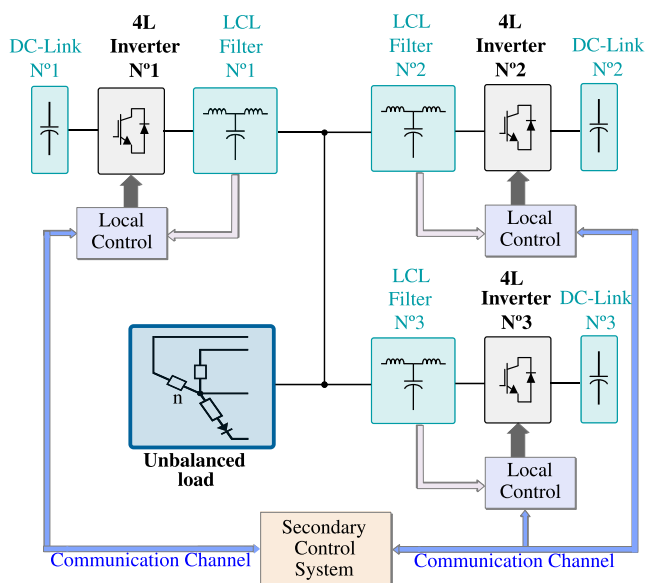 DC-Link
Nº1
4L
Inverter
Nº1
LCL
Filter
Nº1
LCL
Filter
Nº2
4L
Inverter
Nº2
DC-Link
Nº2
Local
Control
Local
Control
LCL
Filter
Nº3
4L
Inverter
Nº3
DC-Link
Nº3
n
Unbalanced
load
Local
Control
Secondary
Control
System
Communication Channel
Communication Channel